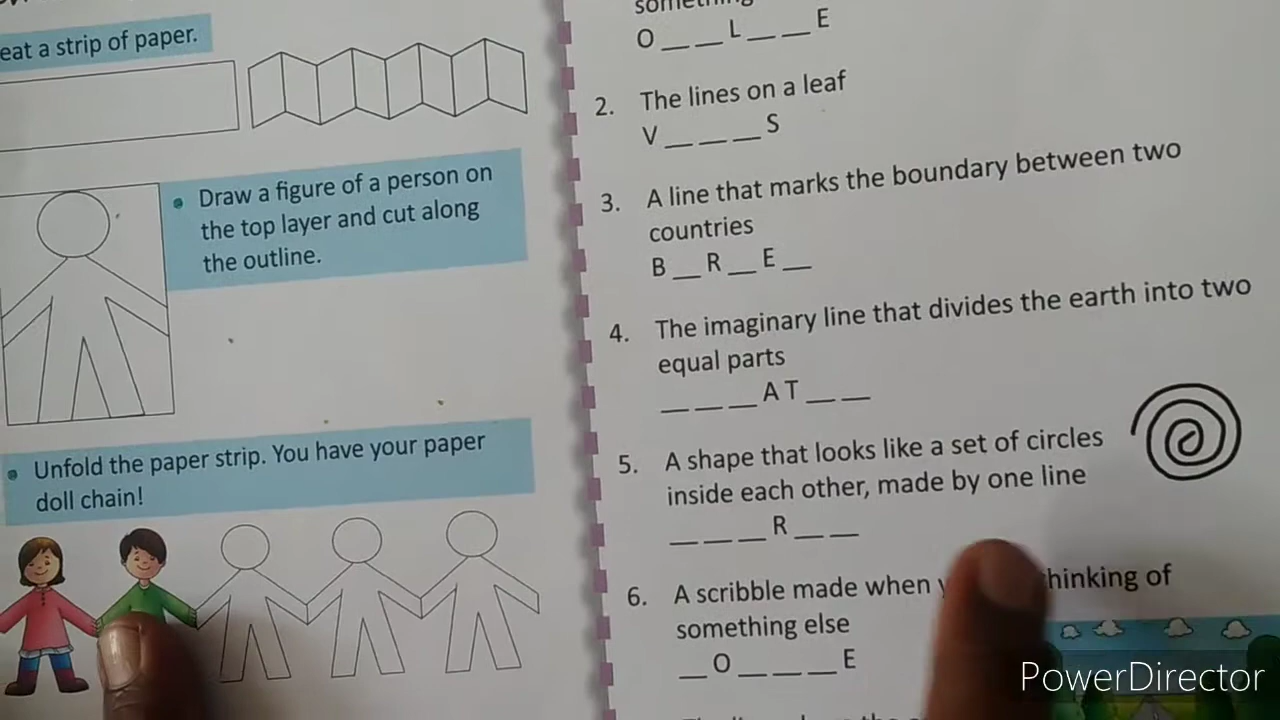 eat a strip of paper.
Draw a figure of a person on
the top layer and cut along
the outline.
Unfold the paper strip. You have your paper
doll chain!
O __ __ L __ __ E
2. The lines on a leaf
V __ __ __ S
3. A line that marks the boundary between two
countries
B __ R __ E __
4. The imaginary line that divides the earth into two
equal parts
__ __ __ A T __ __
5. A shape that looks like a set of circles
inside each other, made by one line
__ __ __ R __ __
6. A scribble made when thinking of
something else
__ O __ __ __ E
PowerDirector